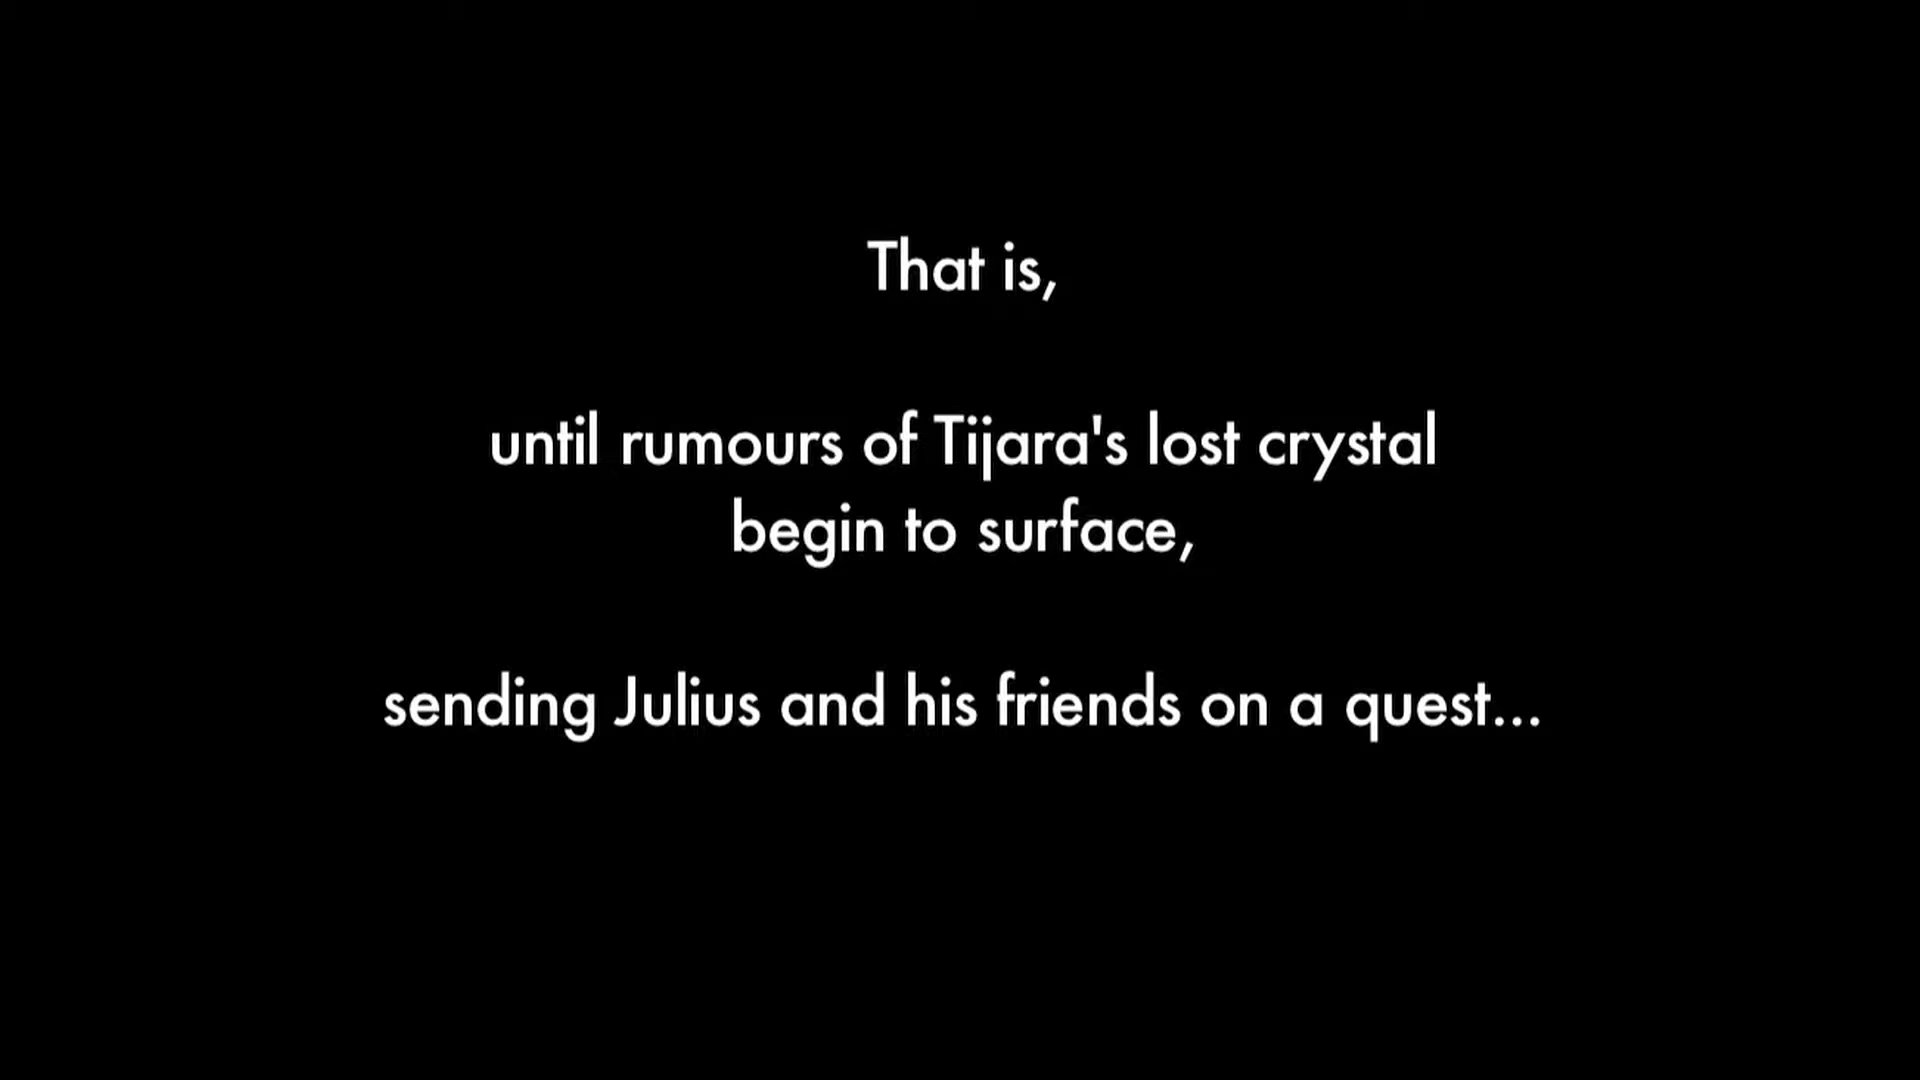 That is,
until rumours of Tijara's lost crystal
begin to surface,
sending Julius and his friends on a quest...